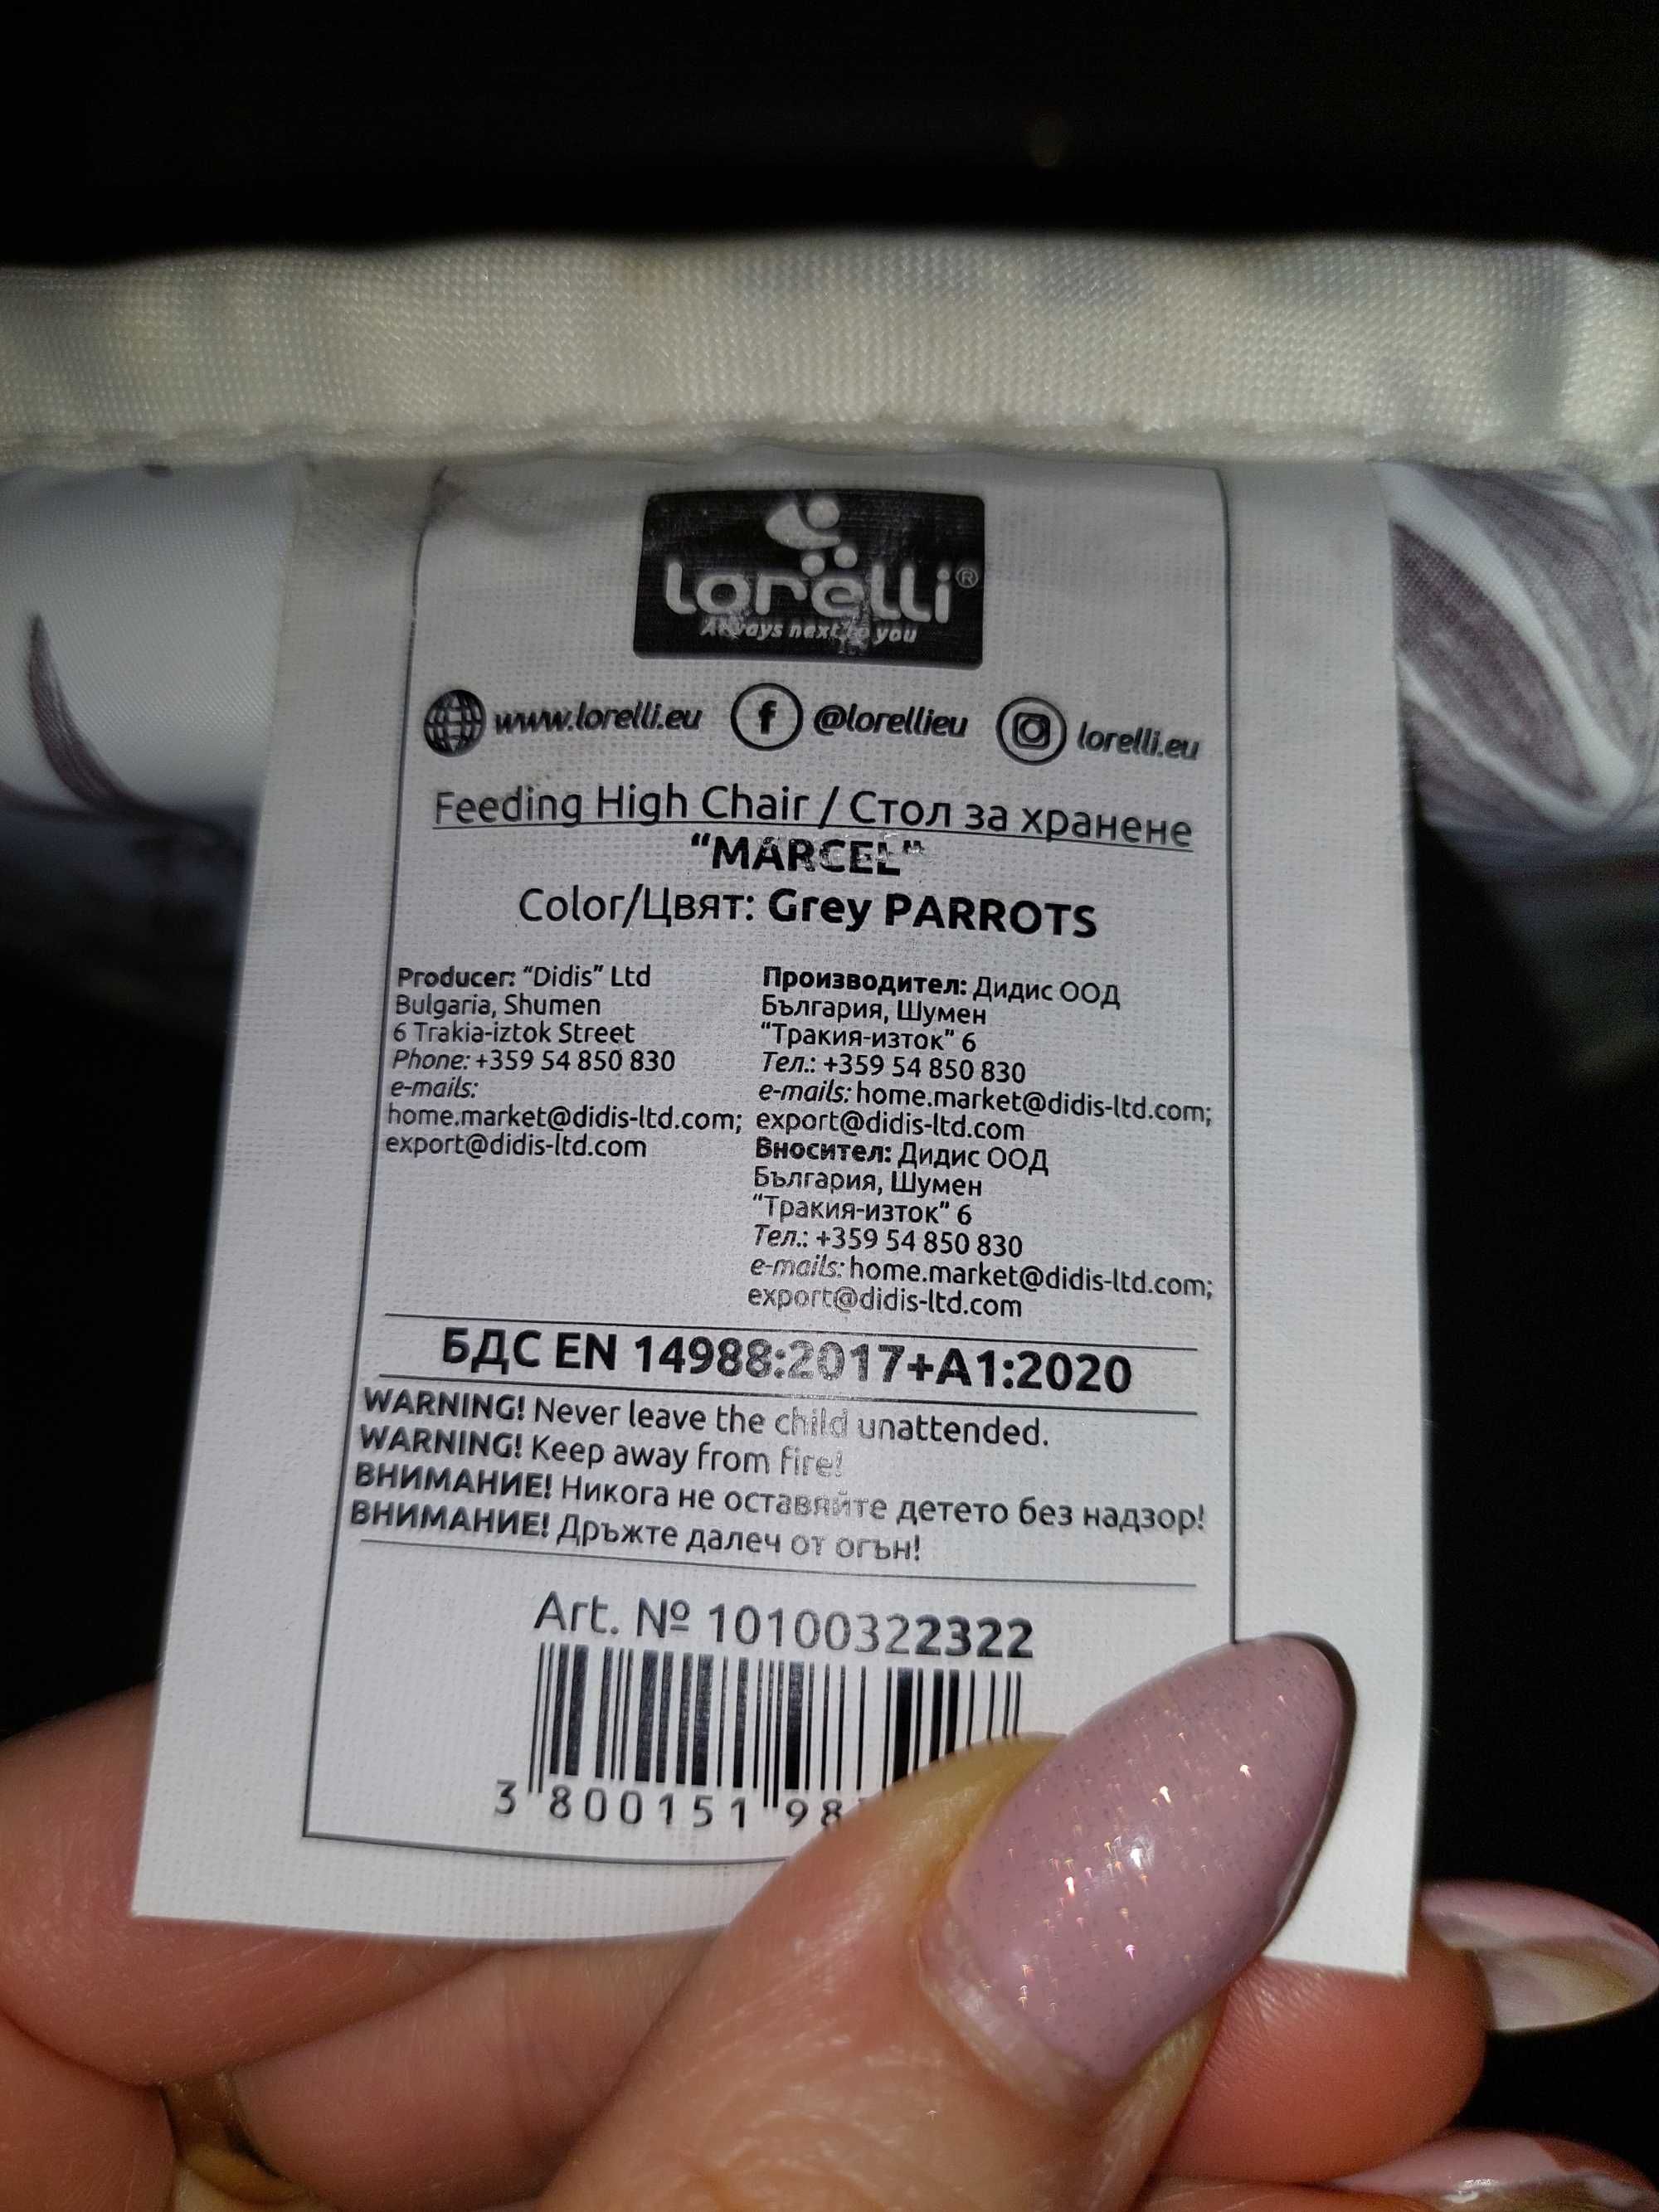 lorelli®
Always next to you
www.lorelli.eu @lorellieu lorelli.eu
Feeding High Chair / Стол за хранене
"MARCEL"
Color/Цвят: Grey PARROTS
Producer: "Didis" Ltd
Bulgaria, Shumen
6 Trakia-iztok Street
Phone: +359 54 850 830
e-mails:
home.market@didis-ltd.com;
export@didis-ltd.com
Производител: Дидис ООД
България, Шумен
"Тракия-изток" 6
Тел.: +359 54 850 830
e-mails: home.market@didis-ltd.com;
export@didis-ltd.com
Вносител: Дидис ООД
България, Шумен
"Тракия-изток" 6
Тел.: +359 54 850 830
e-mails: home.market@didis-ltd.com;
export@didis-ltd.com
БДС EN 14988:2017+A1:2020
WARNING! Never leave the child unattended.
WARNING! Keep away from fire!
ВНИМАНИЕ! Никога не оставяйте детето без надзор!
ВНИМАНИЕ! Дръжте далеч от огън!
Art. № 10100322322
3 800151 98